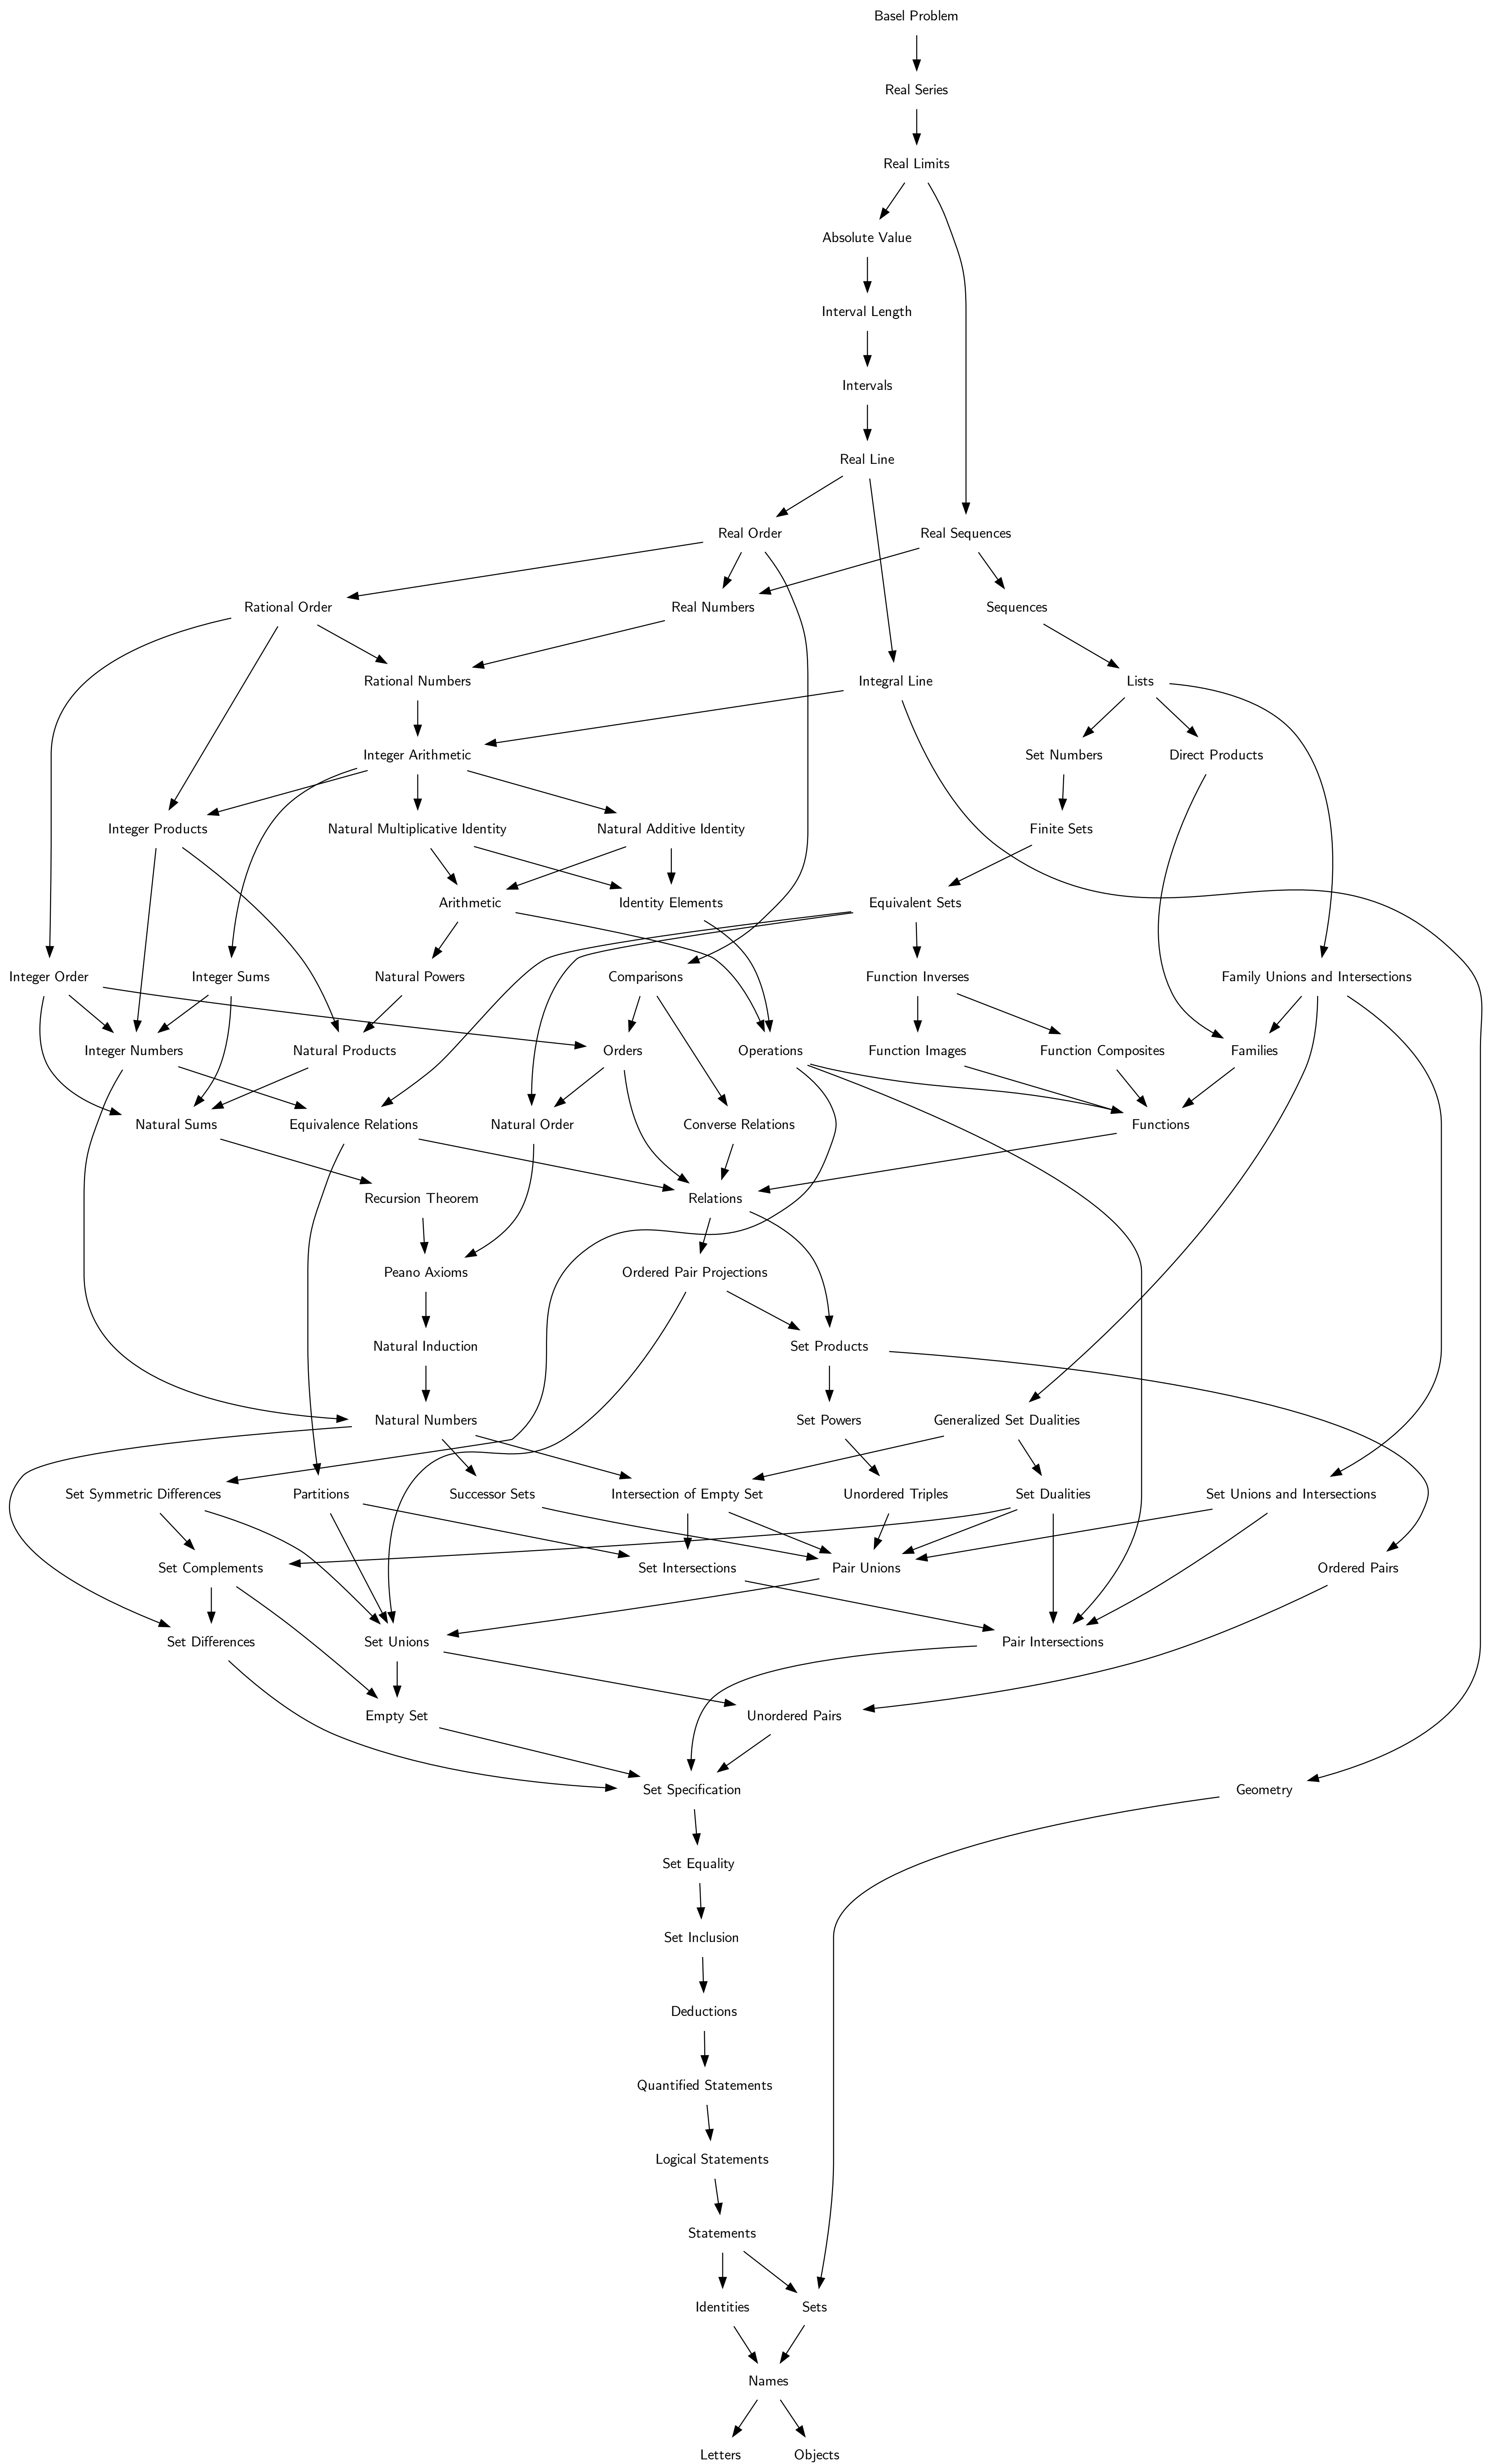 Basel Problem
Real Series
Real Limits
Absolute Value
Interval Length
Intervals
Real Line
Real Order
Real Sequences
Rational Order
Real Numbers
Sequences
Rational Numbers
Integral Line
Lists
Integer Arithmetic
Set Numbers
Direct Products
Integer Products
Natural Multiplicative Identity
Natural Additive Identity
Finite Sets
Arithmetic
Identity Elements
Equivalent Sets
Integer Order
Integer Sums
Natural Powers
Comparisons
Function Inverses
Family Unions and Intersections
Integer Numbers
Natural Products
Orders
Operations
Function Images
Function Composites
Families
Natural Sums
Equivalence Relations
Natural Order
Converse Relations
Functions
Recursion Theorem
Relations
Peano Axioms
Ordered Pair Projections
Natural Induction
Set Products
Natural Numbers
Set Powers
Generalized Set Dualities
Set Symmetric Differences
Partitions
Successor Sets
Intersection of Empty Set
Unordered Triples
Set Dualities
Set Unions and Intersections
Set Complements
Set Intersections
Pair Unions
Ordered Pairs
Set Differences
Set Unions
Pair Intersections
Empty Set
Unordered Pairs
Set Specification
Geometry
Set Equality
Set Inclusion
Deductions
Quantified Statements
Logical Statements
Statements
Identities
Sets
Names
Letters
Objects